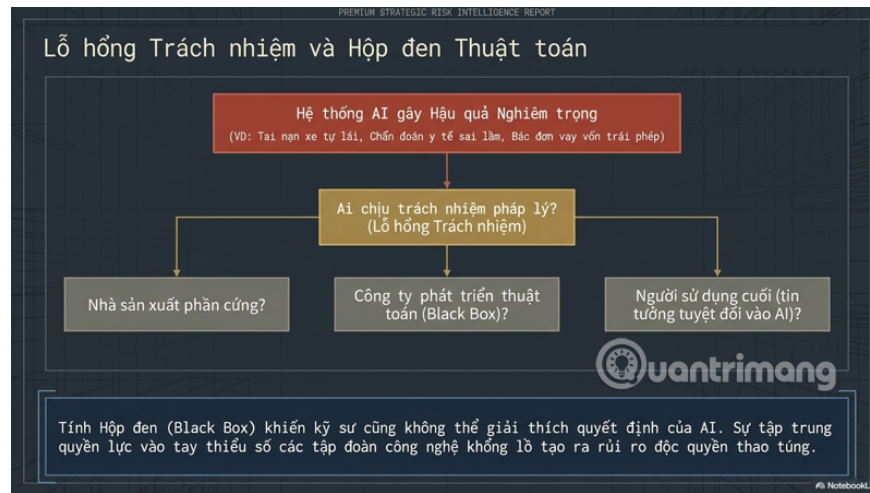 PREMIUM STRATEGIC RISK INTELLIGENCE REPORT
Lỗ hổng Trách nhiệm và Hộp đen Thuật toán
Hệ thống AI gây Hậu quả Nghiêm trọng
(VD: Tai nạn xe tự lái, Chẩn đoán y tế sai lầm, Bác đơn vay vốn trái phép)
Ai chịu trách nhiệm pháp lý?
(Lỗ hổng Trách nhiệm)
Nhà sản xuất phần cứng?
Công ty phát triển thuật
toán (Black Box)?
Người sử dụng cuối (tin
tưởng tuyệt đối vào AI)?
Quantrimang
Tính Hộp đen (Black Box) khiến kỹ sư cũng không thể giải thích quyết định của AI. Sự tập trung
quyền lực vào tay thiểu số các tập đoàn công nghệ khổng lồ tạo ra rủi ro độc quyền thao túng.
NotebookL